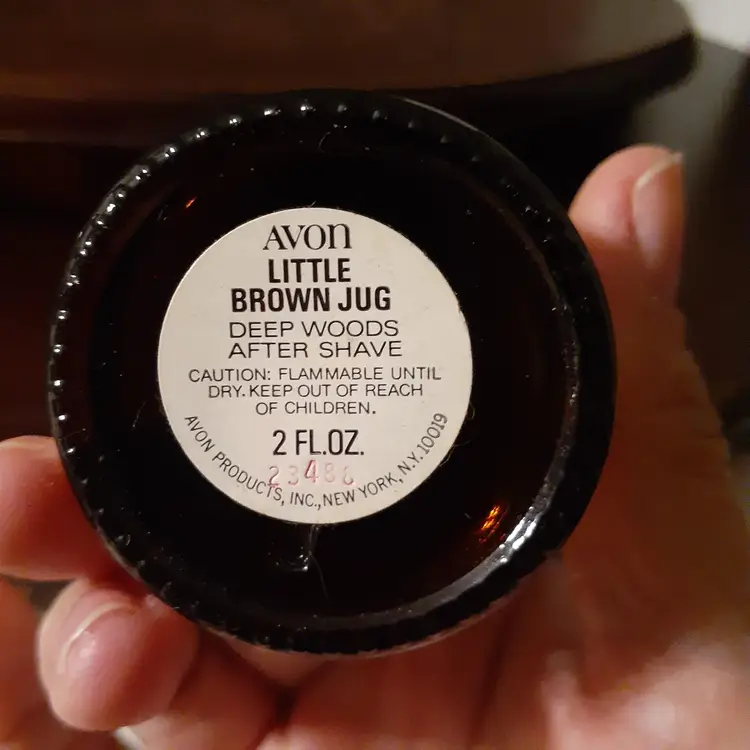 AVON
LITTLE
BROWN JUG
DEEP WOODS
AFTER SHAVE
CAUTION: FLAMMABLE UNTIL
DRY. KEEP OUT OF REACH
OF CHILDREN.
2 FL.OZ.
AVON PRODUCTS, INC., NEW YORK, N.Y. 10019